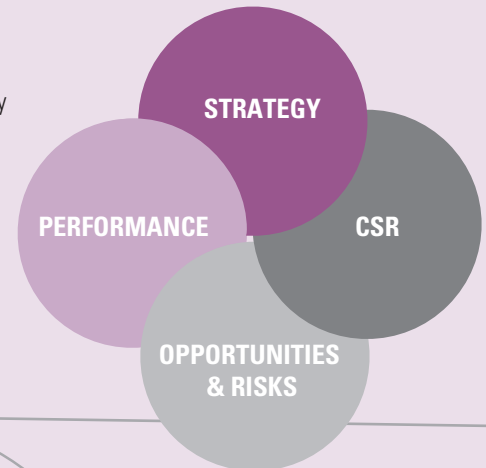 STRATEGY
PERFORMANCE
CSR
OPPORTUNITIES
& RISKS